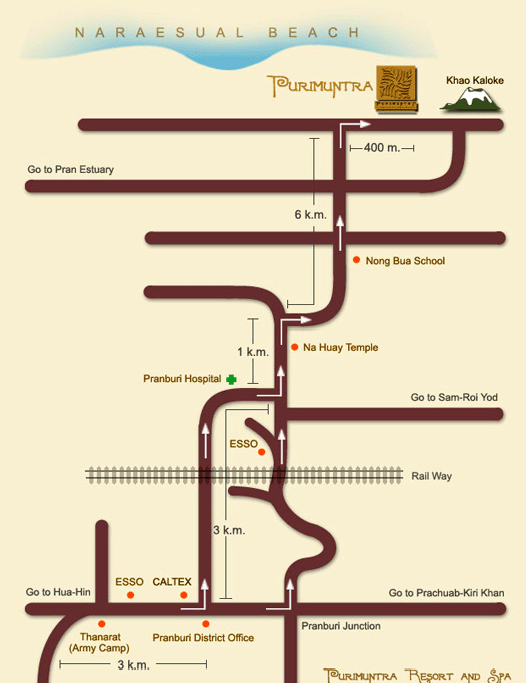 NARAESUAL BEACH
PURIMUNTRA
Khao Kaloke
400 m.
Go to Pran Estuary
6 k.m.
Nong Bua School
1 k.m.
Na Huay Temple
Pranburi Hospital
Go to Sam-Roi Yod
ESSO
Rail Way
3 k.m.
Go to Hua-Hin
ESSO
CALTEX
Go to Prachuab-Kiri Khan
Thanarat
(Army Camp)
Pranburi District Office
Pranburi Junction
3 k.m.
PURIMUNTRA RESORT AND SPA